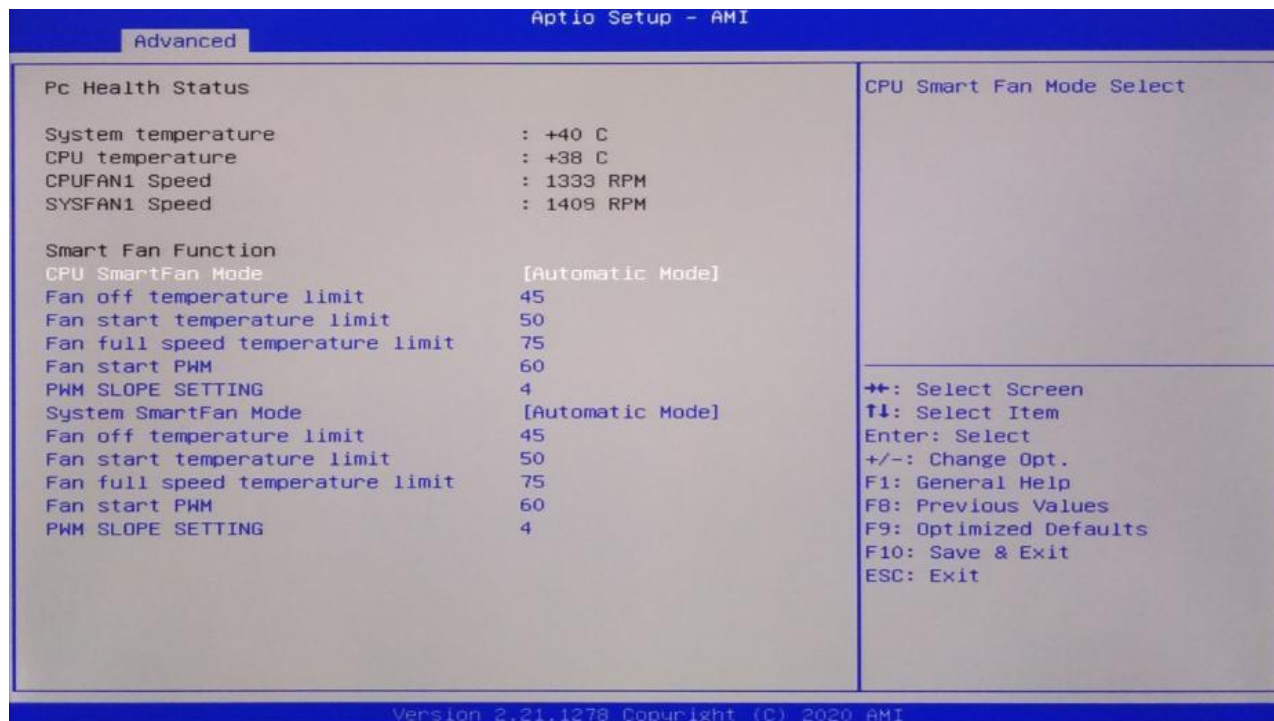 Aptio Setup - AMI
Advanced
Pc Health Status
System temperature : +40 C
CPU temperature : +38 C
CPUFAN1 Speed : 1333 RPM
SYSFAN1 Speed : 1409 RPM
Smart Fan Function
CPU SmartFan Mode [Automatic Mode]
Fan off temperature limit 45
Fan start temperature limit 50
Fan full speed temperature limit 75
Fan start PWM 60
PWM SLOPE SETTING 4
System SmartFan Mode [Automatic Mode]
Fan off temperature limit 45
Fan start temperature limit 50
Fan full speed temperature limit 75
Fan start PWM 60
PWM SLOPE SETTING 4
CPU Smart Fan Mode Select
→←: Select Screen
↑↓: Select Item
Enter: Select
+/-: Change Opt.
F1: General Help
F8: Previous Values
F9: Optimized Defaults
F10: Save & Exit
ESC: Exit
Version 2.21.1278 Copyright (C) 2020 AMI